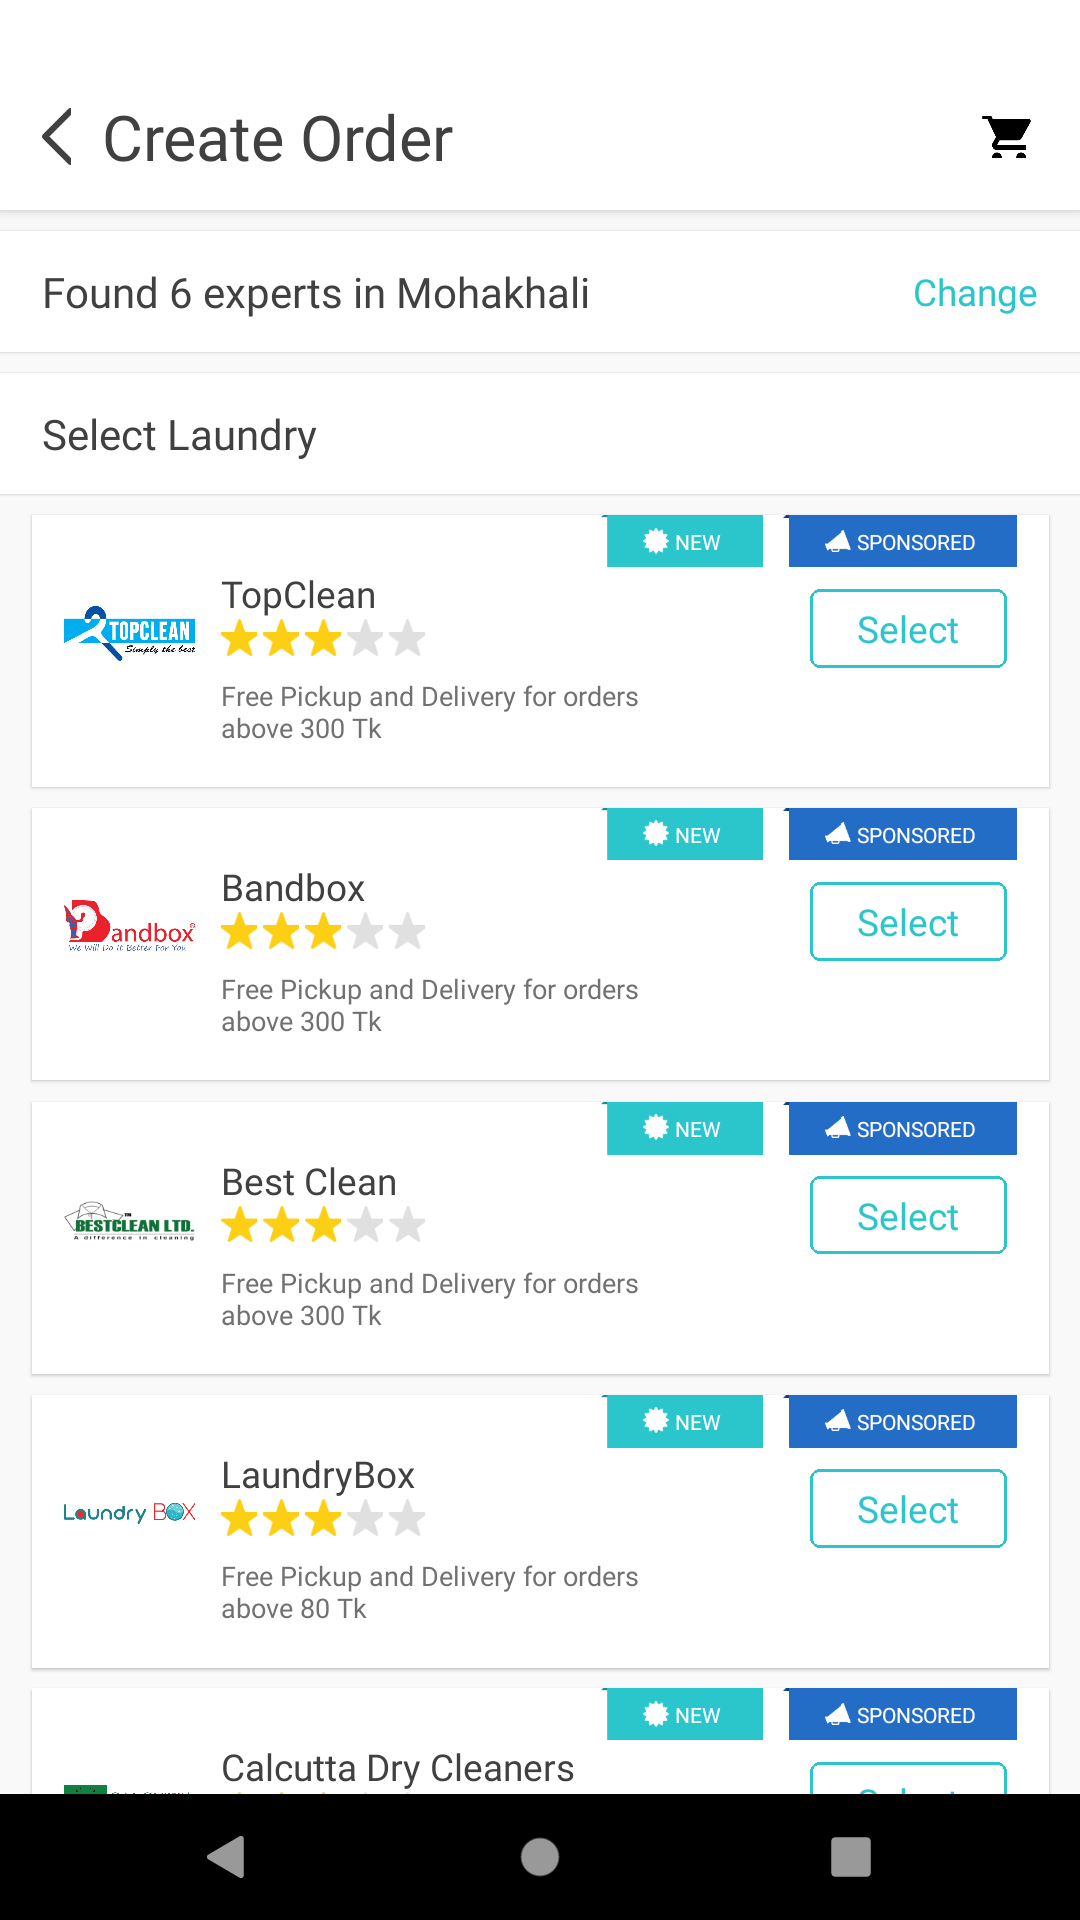 Create Order
Found 6 experts in Mohakhali
Change
Select Laundry
NEW
SPONSORED
TopClean
Select
TOPCLEAN
Simply the best
Free Pickup and Delivery for orders
above 300 Tk
NEW
SPONSORED
Bandbox
Select
Bandbox®
We Will Do It Better For You
Free Pickup and Delivery for orders
above 300 Tk
NEW
SPONSORED
Best Clean
Select
BESTCLEAN LTD.
A difference in cleaning
Free Pickup and Delivery for orders
above 300 Tk
NEW
SPONSORED
LaundryBox
Select
Laundry BOX
Free Pickup and Delivery for orders
above 80 Tk
NEW
SPONSORED
Calcutta Dry Cleaners